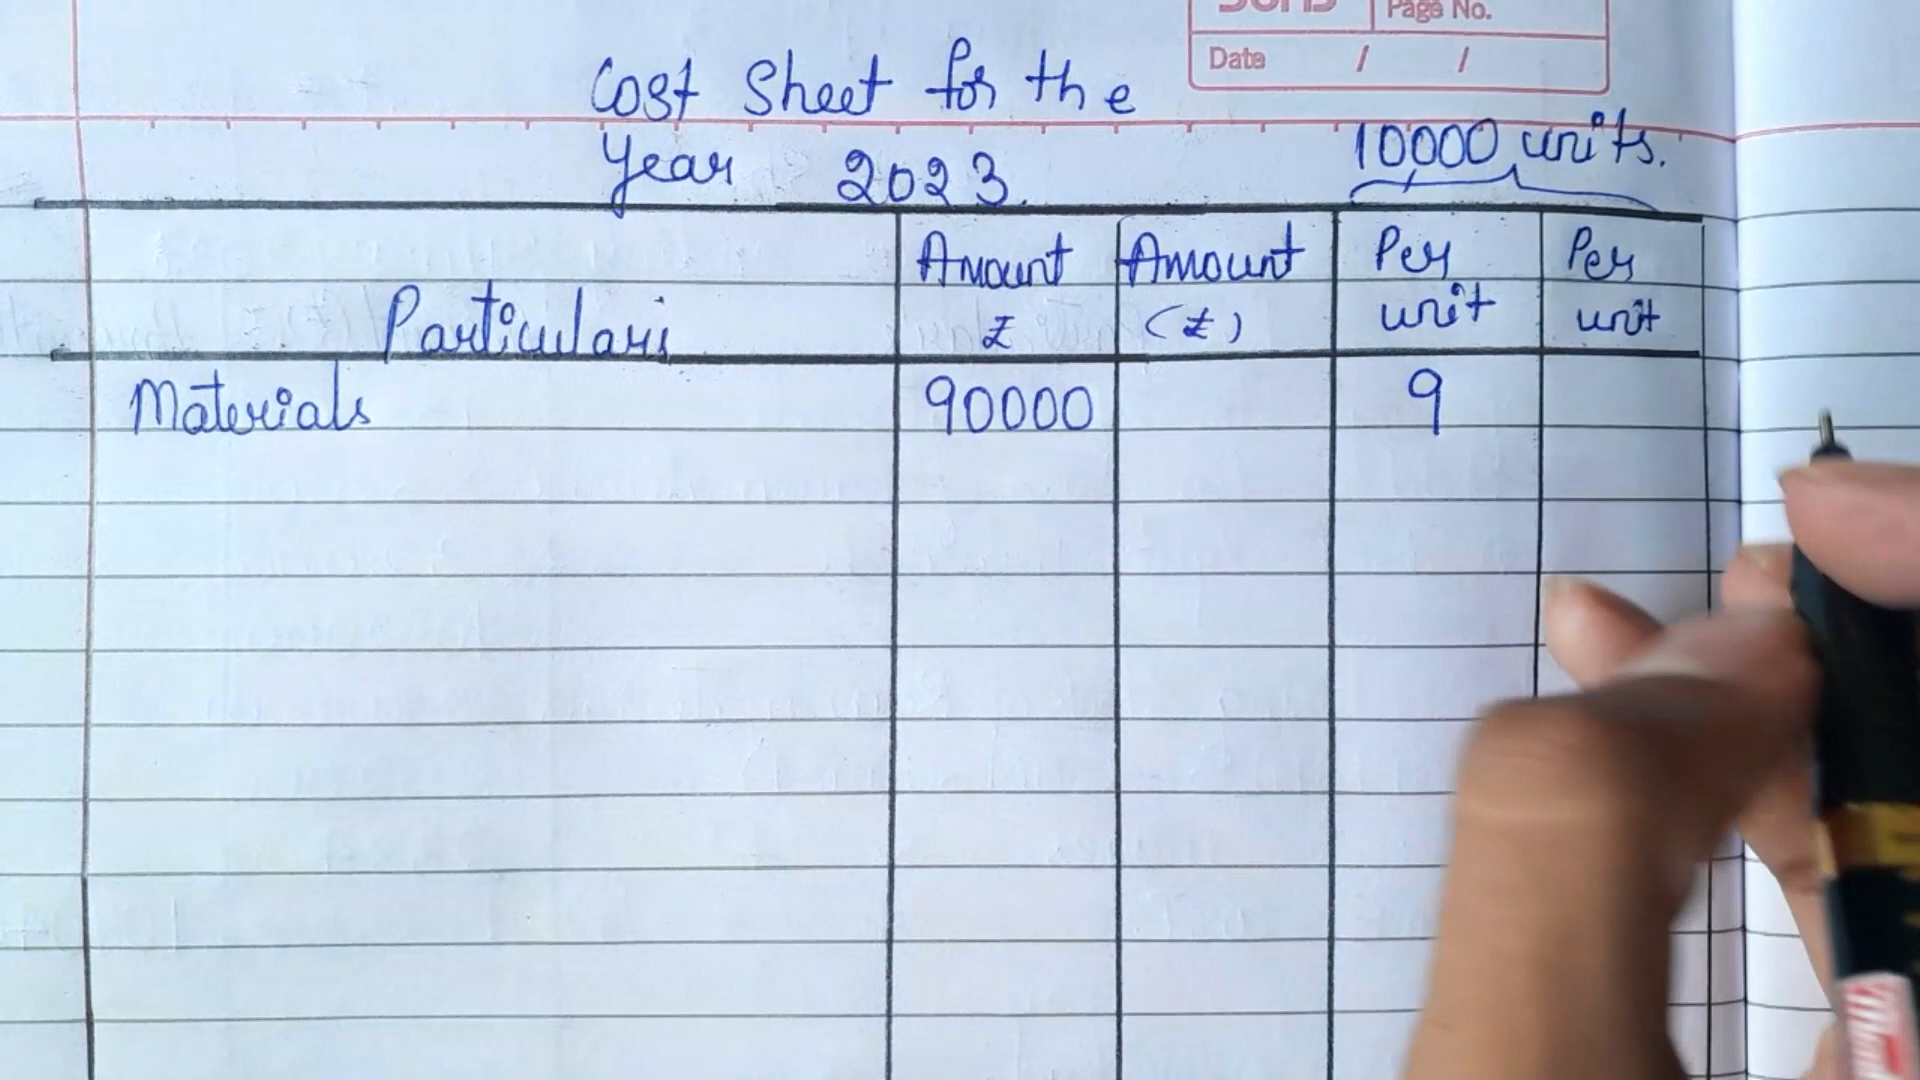 Page No.
Date / /
Cost Sheet for the
Year 2023.
10000 units.
Particulars
Amount ₹
Amount (₹)
Per unit
Per unit
Materials 90000 9